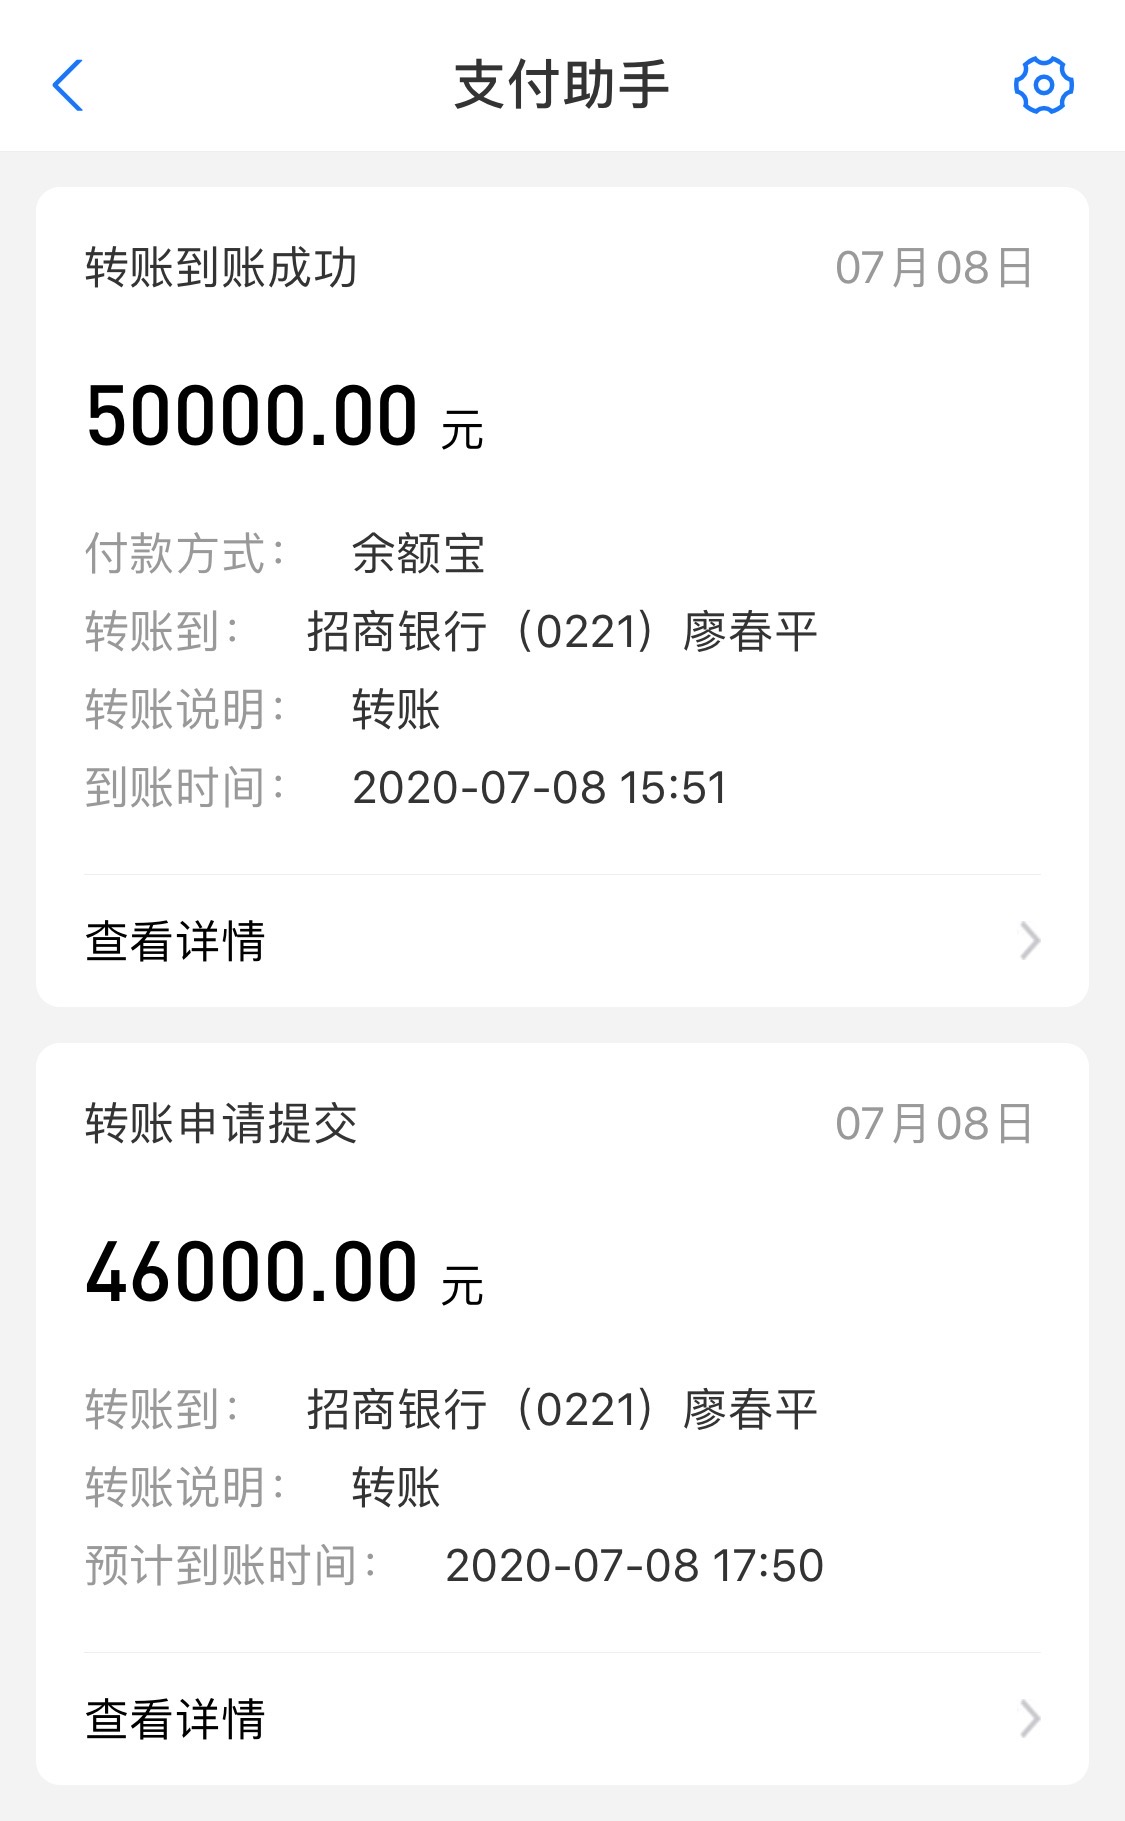 支付助手
转账到账成功 07月08日
50000.00 元
付款方式： 余额宝
转账到： 招商银行（0221）廖春平
转账说明： 转账
到账时间： 2020-07-08 15:51
查看详情
转账申请提交 07月08日
46000.00 元
转账到： 招商银行（0221）廖春平
转账说明： 转账
预计到账时间： 2020-07-08 17:50
查看详情